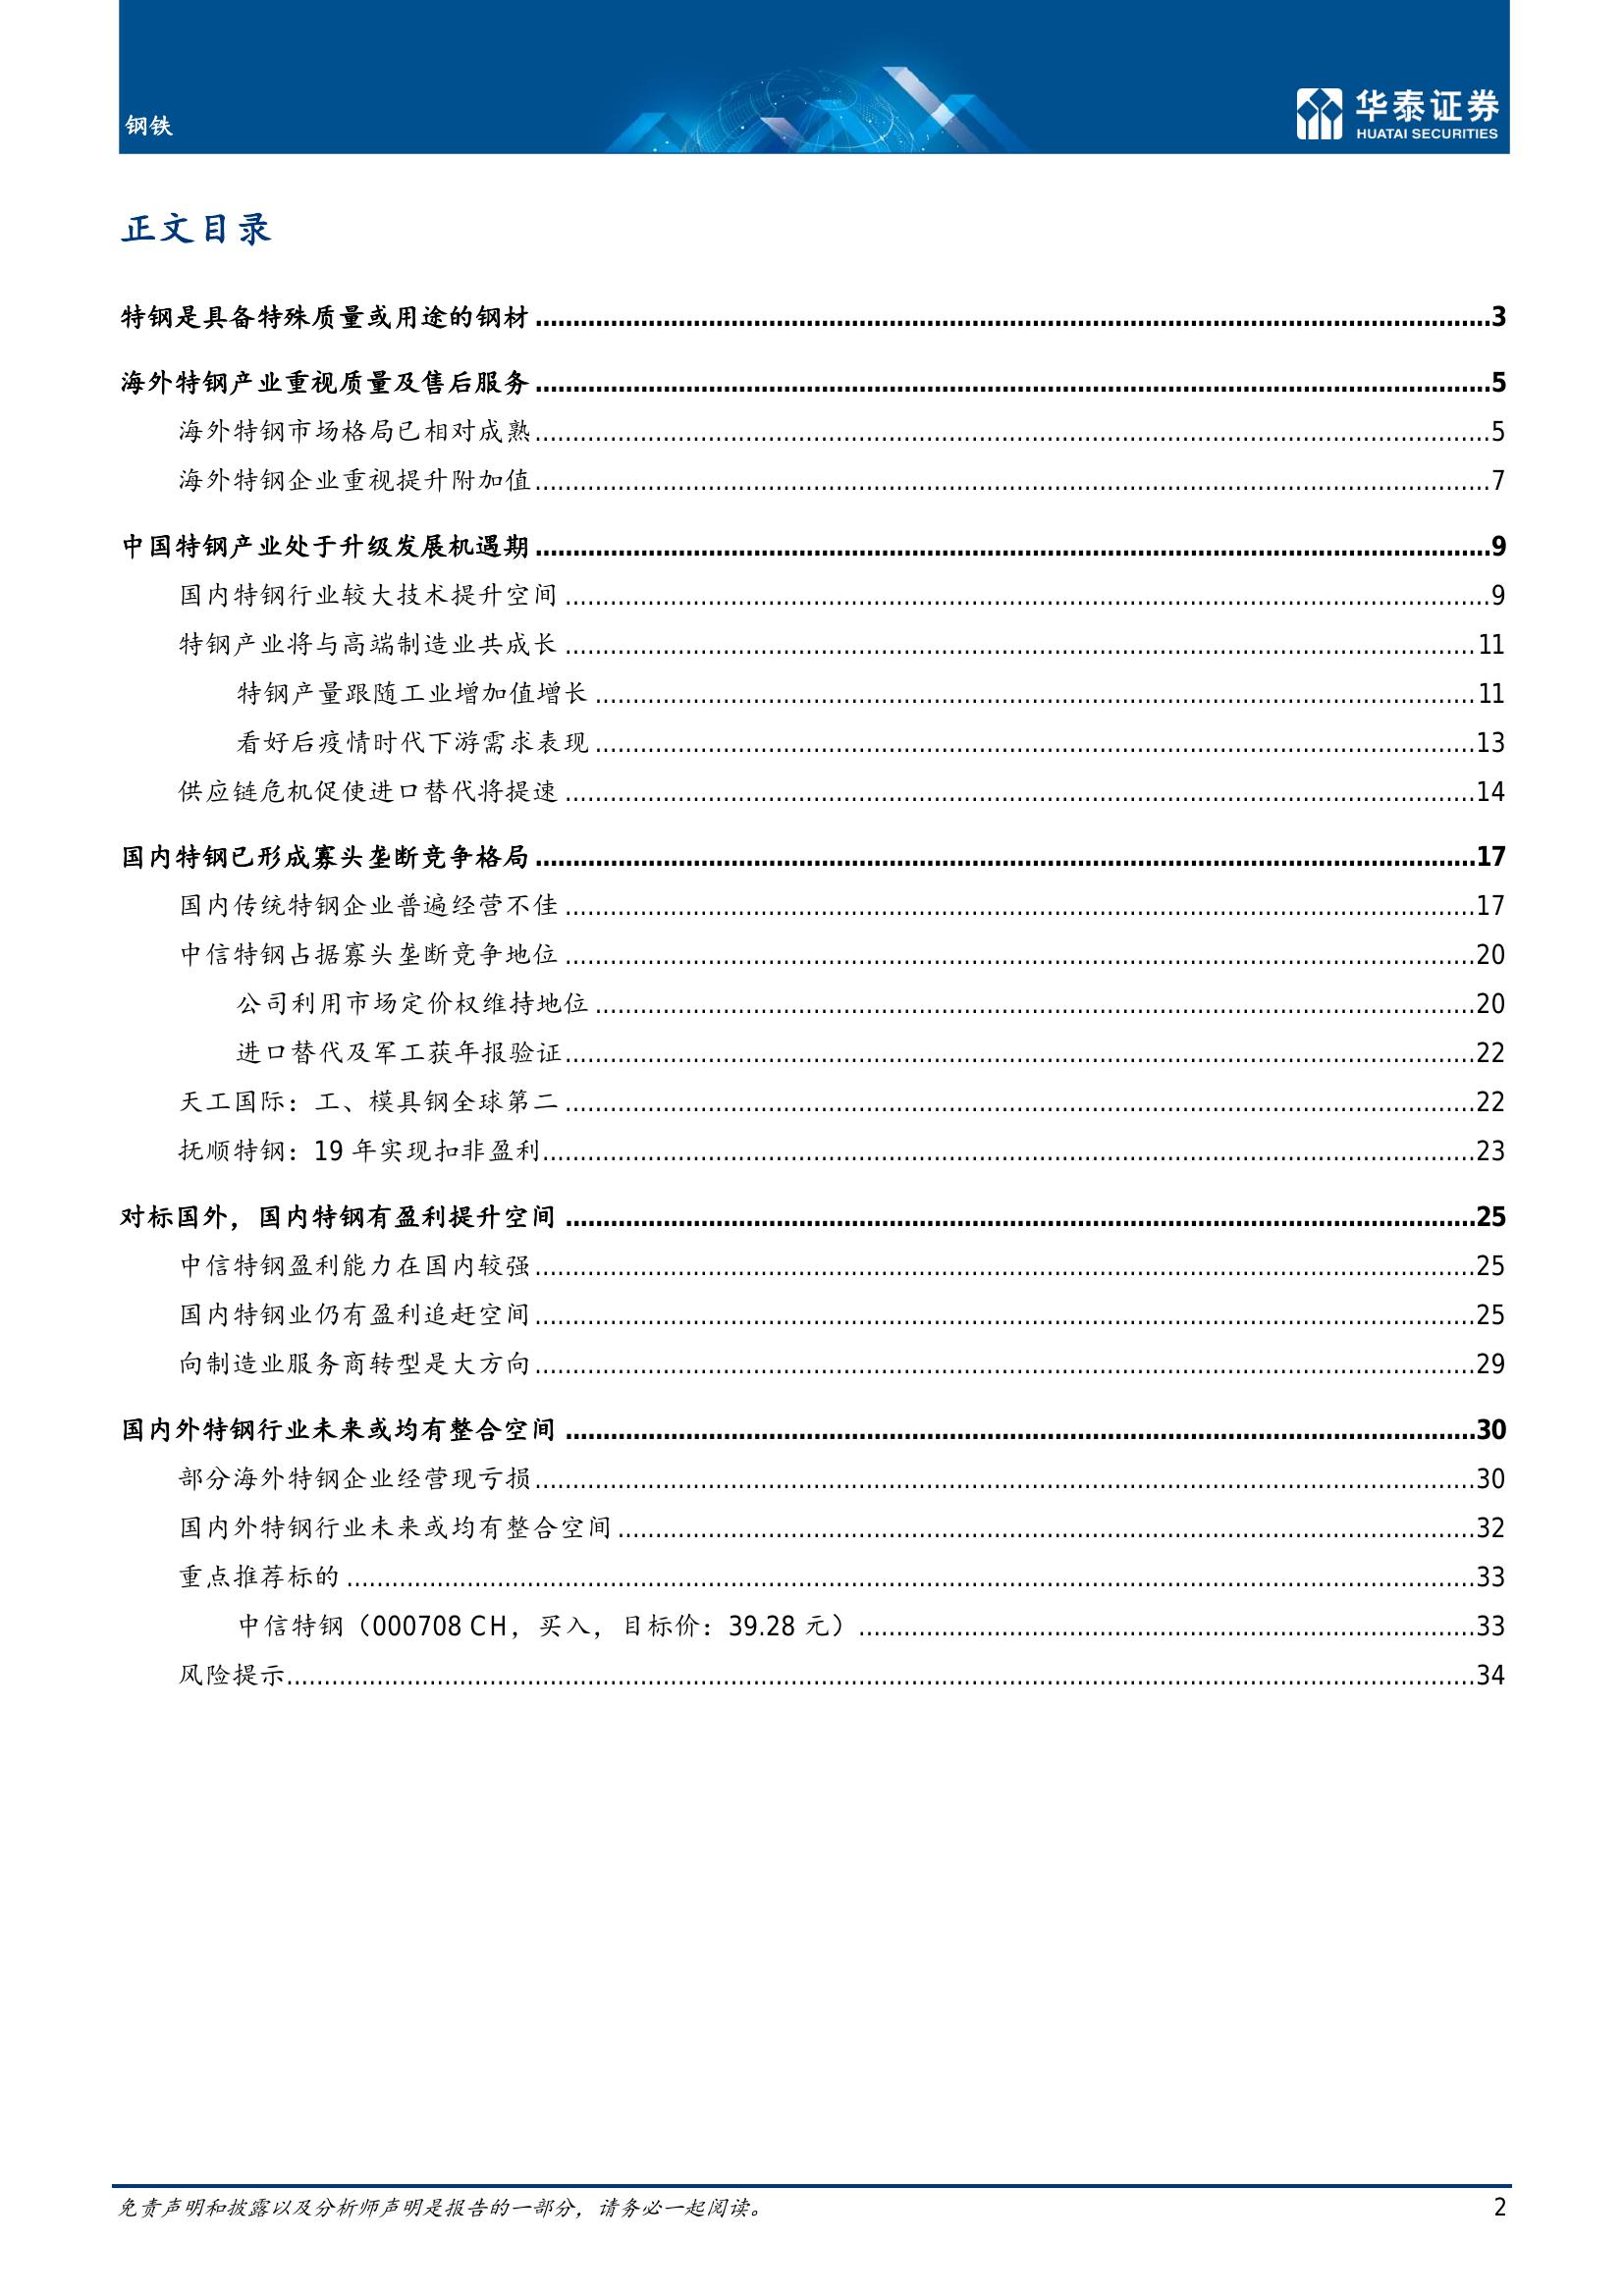 钢铁
华泰证券
HUATAI SECURITIES
正文目录
特钢是具备特殊质量或用途的钢材 3
海外特钢产业重视质量及售后服务 5
海外特钢市场格局已相对成熟 5
海外特钢企业重视提升附加值 7
中国特钢产业处于升级发展机遇期 9
国内特钢行业较大技术提升空间 9
特钢产业将与高端制造业共成长 11
特钢产量跟随工业增加值增长 11
看好后疫情时代下游需求表现 13
供应链危机促使进口替代将提速 14
国内特钢已形成寡头垄断竞争格局 17
国内传统特钢企业普遍经营不佳 17
中信特钢占据寡头垄断竞争地位 20
公司利用市场定价权维持地位 20
进口替代及军工获年报验证 22
天工国际：工、模具钢全球第二 22
抚顺特钢：19 年实现扣非盈利 23
对标国外，国内特钢有盈利提升空间 25
中信特钢盈利能力在国内较强 25
国内特钢业仍有盈利追赶空间 25
向制造业服务商转型是大方向 29
国内外特钢行业未来或均有整合空间 30
部分海外特钢企业经营现亏损 30
国内外特钢行业未来或均有整合空间 32
重点推荐标的 33
中信特钢（000708 CH，买入，目标价：39.28 元） 33
风险提示 34
免责声明和披露以及分析师声明是报告的一部分，请务必一起阅读。 2